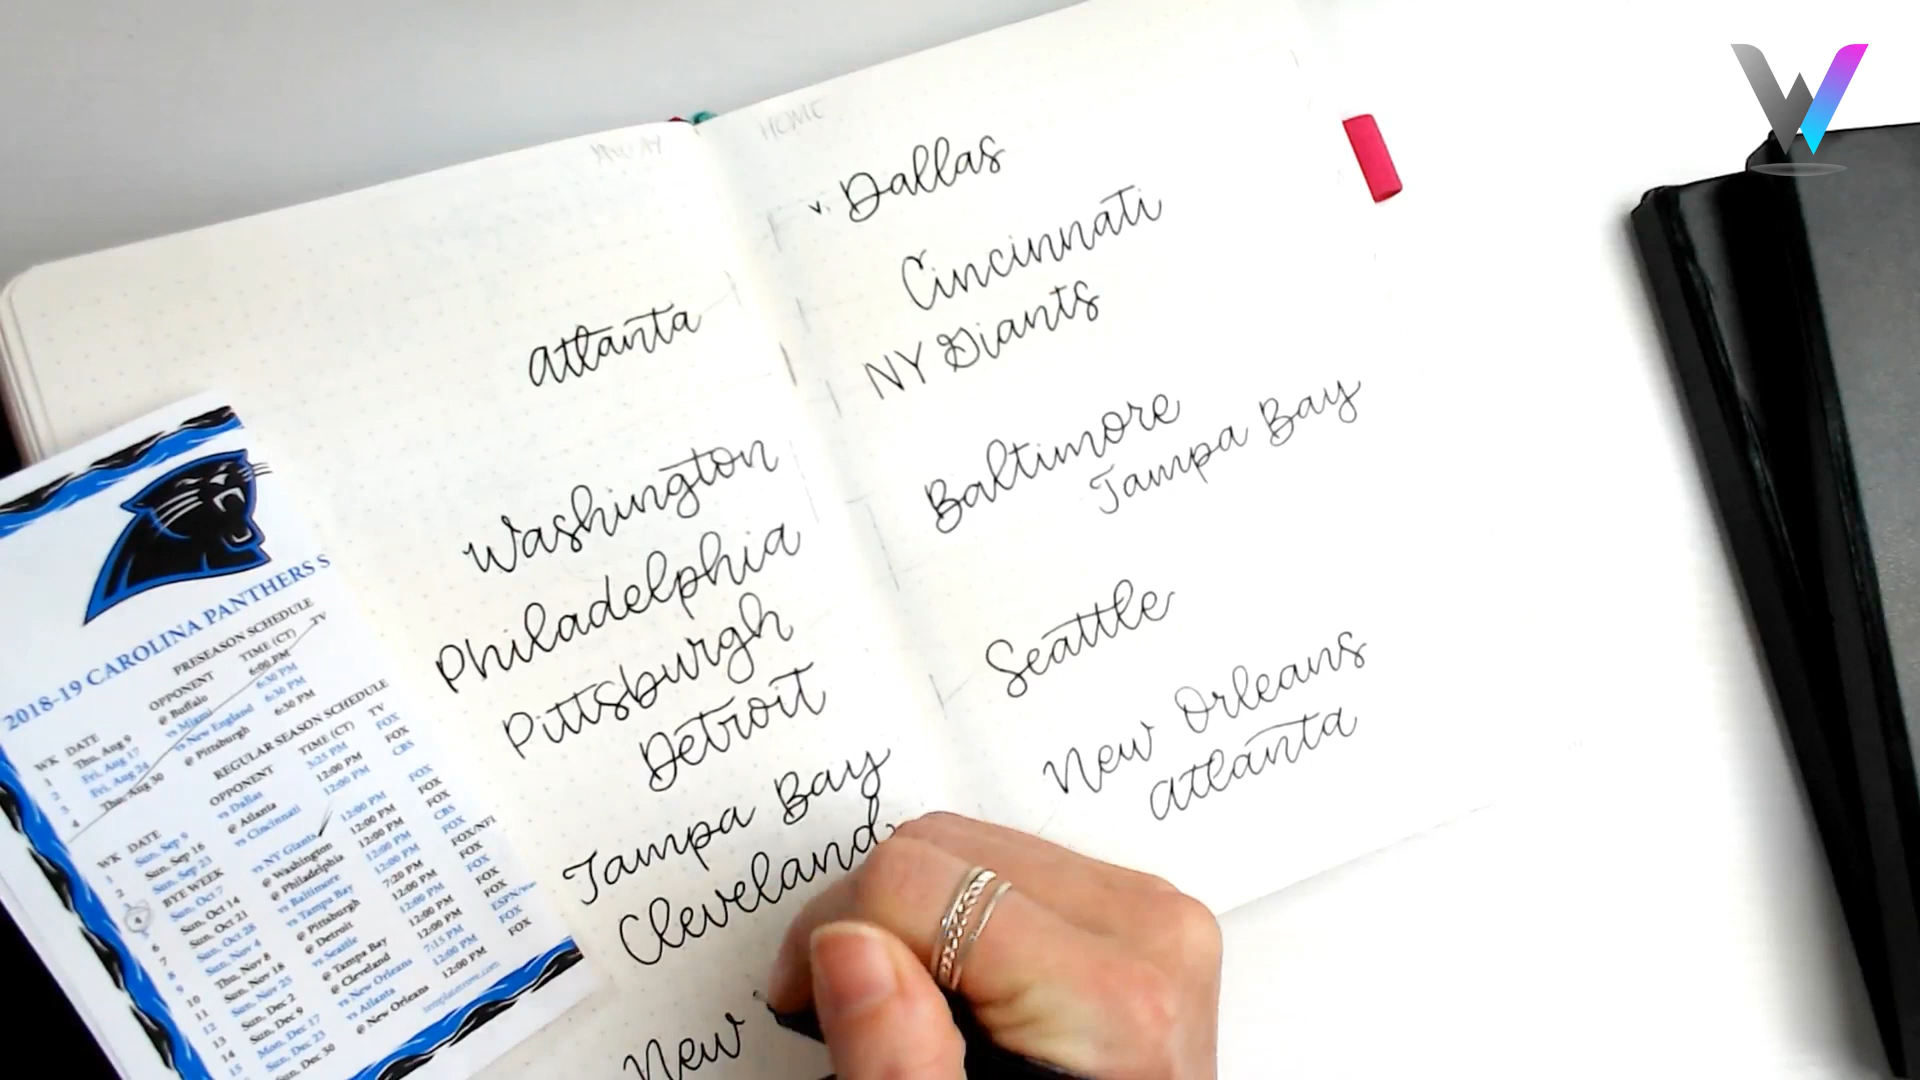 AWAY
Atlanta
Washington
Philadelphia
Pittsburgh
Detroit
Tampa Bay
Cleveland
New
HOME
v. Dallas
Cincinnati
NY Giants
Baltimore
Tampa Bay
Seattle
New Orleans
Atlanta
2018-19 CAROLINA PANTHERS S
PRESEASON SCHEDULE
WK DATE OPPONENT TIME (CT) TV
1 Thu, Aug 9 @ Buffalo 6:00 PM
2 Fri, Aug 17 vs Miami 6:30 PM
3 Fri, Aug 24 vs New England 6:30 PM
4 Thu, Aug 30 @ Pittsburgh 6:30 PM
REGULAR SEASON SCHEDULE
WK DATE OPPONENT TIME (CT) TV
1 Sun, Sep 9 vs Dallas 3:25 PM FOX
2 Sun, Sep 16 @ Atlanta 12:00 PM FOX
Sun, Sep 23 vs Cincinnati 12:00 PM CBS
4 BYE WEEK
Sun, Oct 7 vs NY Giants 12:00 PM FOX
6 Sun, Oct 14 @ Washington 12:00 PM FOX
7 Sun, Oct 21 @ Philadelphia 12:00 PM FOX
8 Sun, Oct 28 vs Baltimore 12:00 PM CBS
9 Sun, Nov 4 vs Tampa Bay 12:00 PM FOX
10 Thu, Nov 8 @ Pittsburgh 7:20 PM FOX/NFL
11 Sun, Nov 18 @ Detroit 12:00 PM FOX
12 Sun, Nov 25 vs Seattle 12:00 PM FOX
13 Sun, Dec 2 @ Tampa Bay 12:00 PM FOX
14 Sun, Dec 9 @ Cleveland 12:00 PM FOX
15 Mon, Dec 17 vs New Orleans 7:15 PM ESPN
Sun, Dec 23 vs Atlanta 12:00 PM FOX
Sun, Dec 30 @ New Orleans 12:00 PM FOX
W